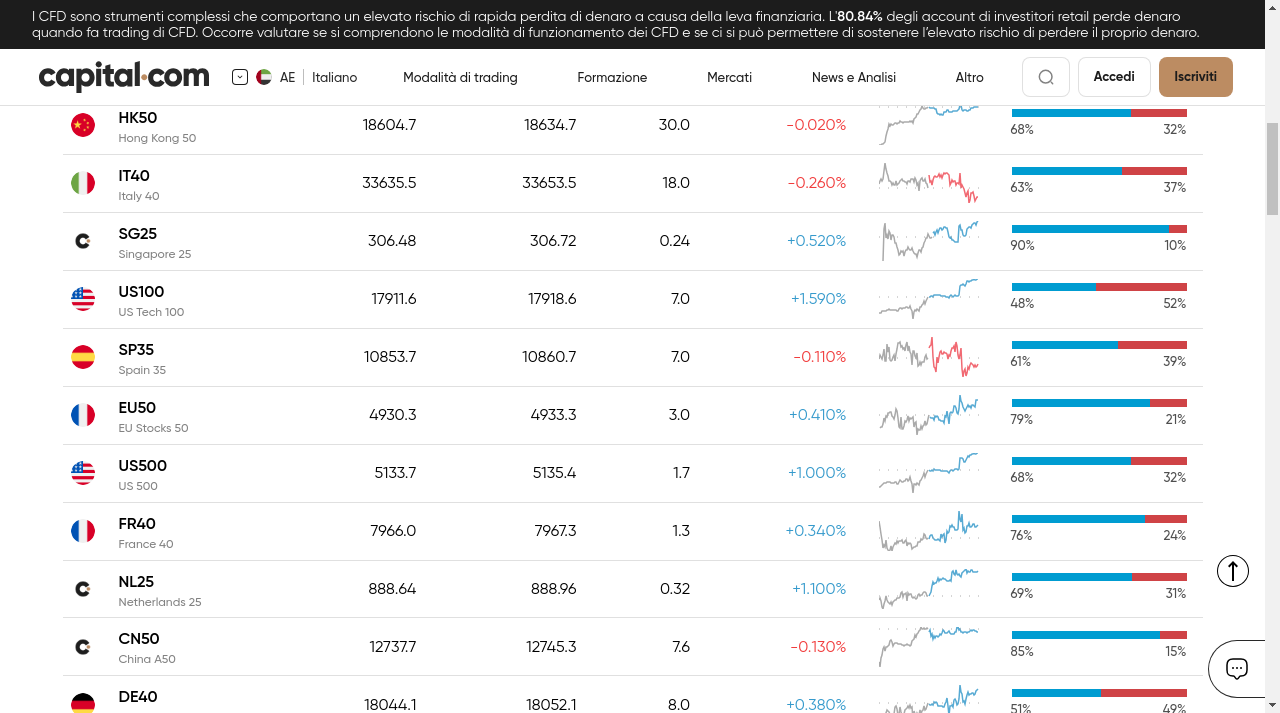 I CFD sono strumenti complessi che comportano un elevato rischio di rapida perdita di denaro a causa della leva finanziaria. L'80.84% degli account di investitori retail perde denaro
quando fa trading di CFD. Occorre valutare se si comprendono le modalità di funzionamento dei CFD e se ci si può permettere di sostenere l’elevato rischio di perdere il proprio denaro.
capital.com AE Italiano Modalità di trading Formazione Mercati News e Analisi Altro Accedi Iscriviti
HK50 18604.7 18634.7 30.0 -0.020%
Hong Kong 50 68% 32%
IT40 33635.5 33653.5 18.0 -0.260%
Italy 40 63% 37%
SG25 306.48 306.72 0.24 +0.520%
Singapore 25 90% 10%
US100 17911.6 17918.6 7.0 +1.590%
US Tech 100 48% 52%
SP35 10853.7 10860.7 7.0 -0.110%
Spain 35 61% 39%
EU50 4930.3 4933.3 3.0 +0.410%
EU Stocks 50 79% 21%
US500 5133.7 5135.4 1.7 +1.000%
US 500 68% 32%
FR40 7966.0 7967.3 1.3 +0.340%
France 40 76% 24%
NL25 888.64 888.96 0.32 +1.100%
Netherlands 25 69% 31%
CN50 12737.7 12745.3 7.6 -0.130%
China A50 85% 15%
DE40 18044.1 18052.1 8.0 +0.380%
51% 49%